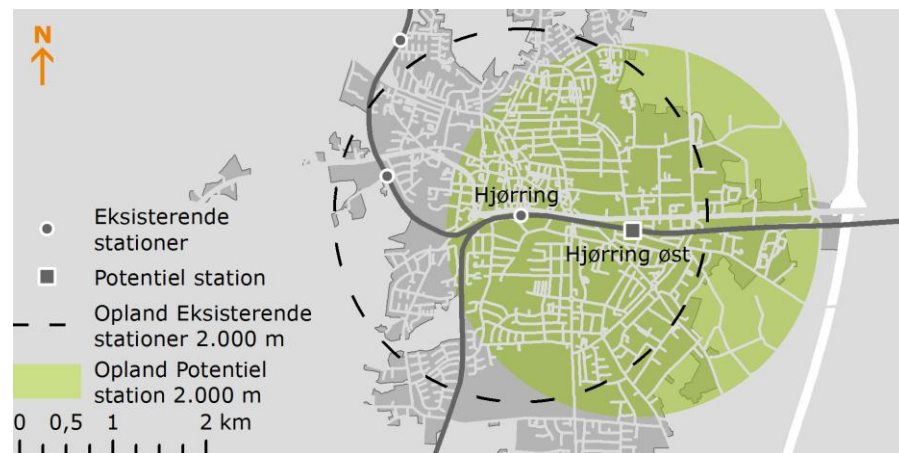 N
Hjørring
Hjørring øst
Eksisterende
stationer
Potentiel station
Opland Eksisterende
stationer 2.000 m
Opland Potentiel
station 2.000 m
0 0,5 1 2 km